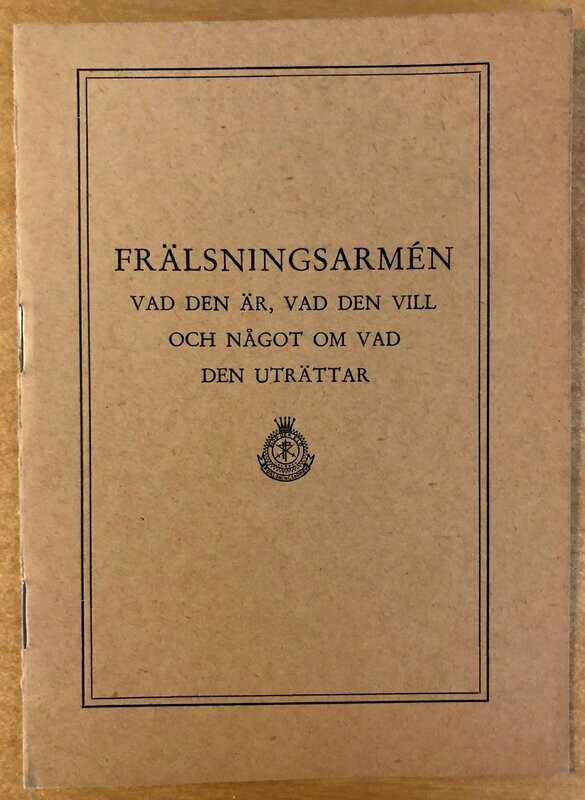 FRÄLSNINGSARMÉN
VAD DEN ÄR, VAD DEN VILL
OCH NÅGOT OM VAD
DEN UTRÄTTAR